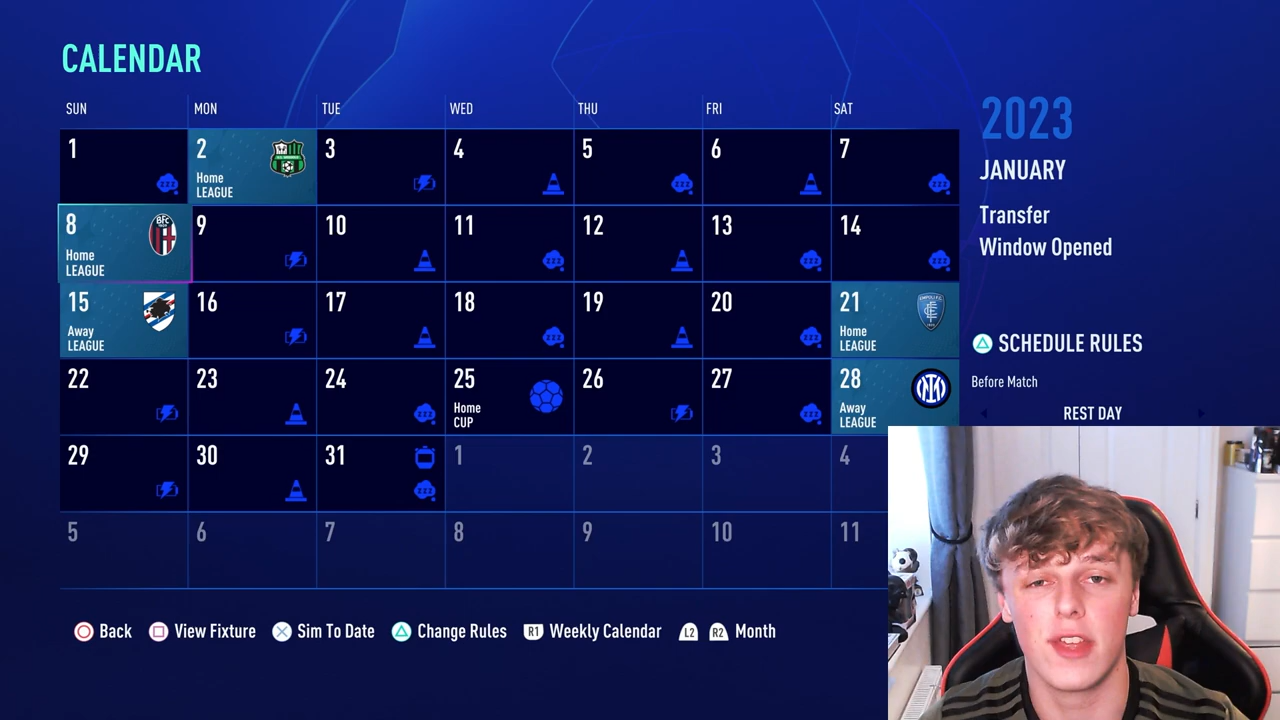 CALENDAR
SUN MON TUE WED THU FRI SAT
2023
JANUARY
Transfer
Window Opened
1 2 3 4 5 6 7
Home
LEAGUE
8 9 10 11 12 13 14
Home
LEAGUE
15 16 17 18 19 20 21
Away
LEAGUE
Home
LEAGUE
22 23 24 25 26 27 28
Home
CUP
Away
LEAGUE
29 30 31 1 2 3 4
5 6 7 8 9 10 11
SCHEDULE RULES
Before Match
REST DAY
Back View Fixture Sim To Date Change Rules R1 Weekly Calendar L2 R2 Month